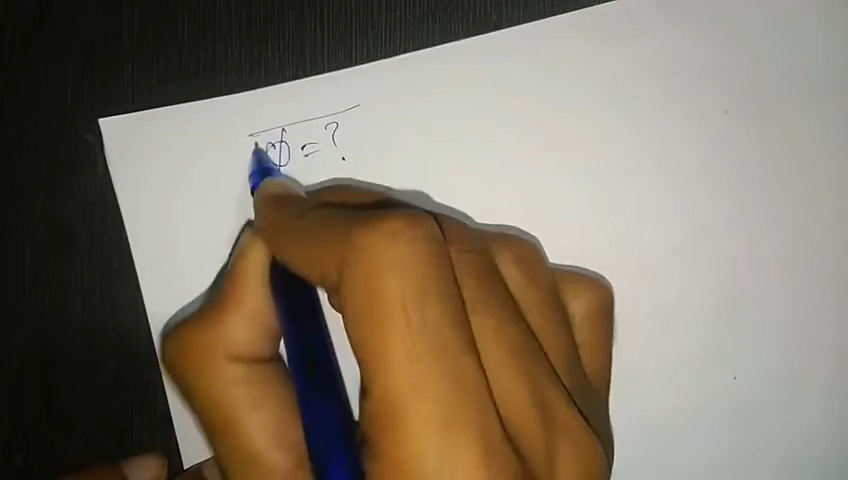 φ = ?